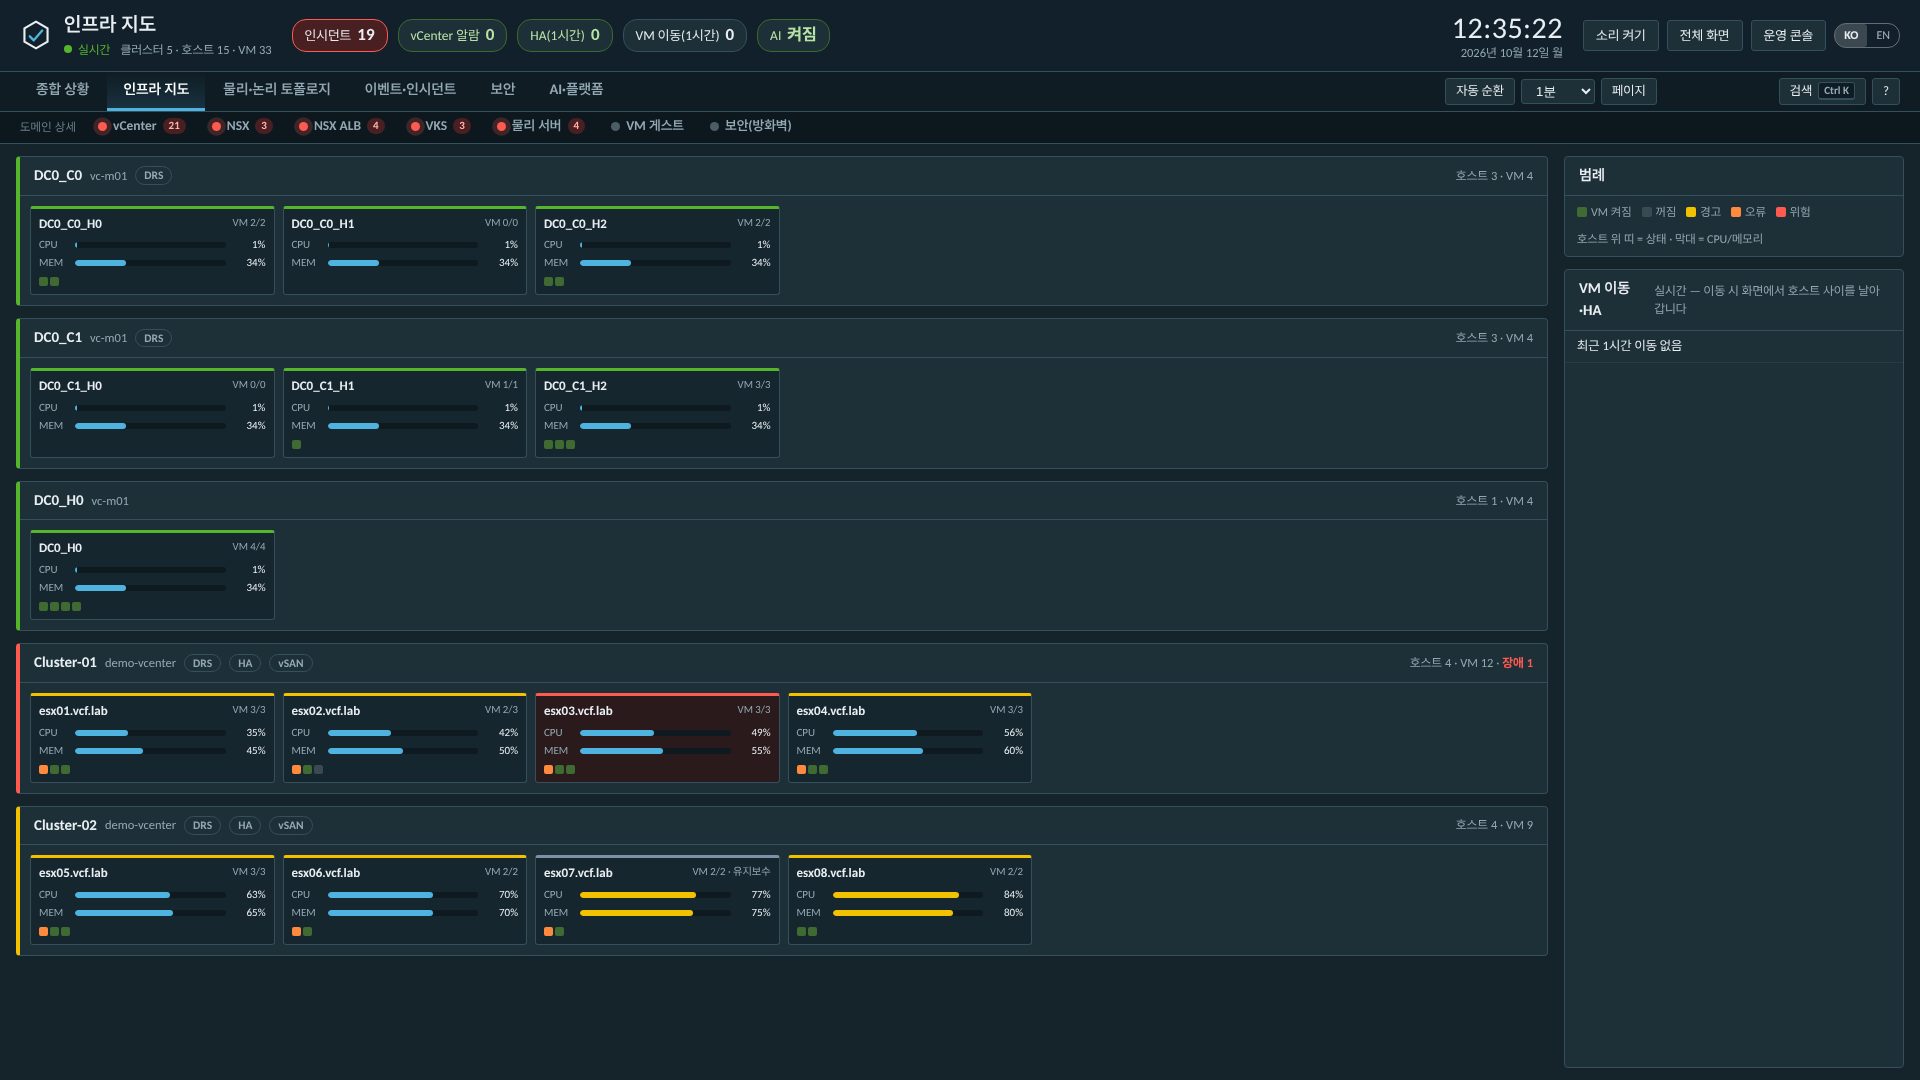 인프라 지도
실시간 클러스터 5 · 호스트 15 · VM 33
인시던트 19
vCenter 알람 0
HA(1시간) 0
VM 이동(1시간) 0
AI 켜짐
12:35:22
2026년 10월 12일 월
소리 켜기
전체 화면
운영 콘솔
KO EN
종합 상황
인프라 지도
물리·논리 토폴로지
이벤트·인시던트
보안
AI·플랫폼
자동 순환
1분
페이지
검색 Ctrl K
?
도메인 상세
vCenter 21
NSX 3
NSX ALB 4
VKS 3
물리 서버 4
VM 게스트
보안(방화벽)
DC0_C0 vc-m01 DRS
호스트 3 · VM 4
DC0_C0_H0 VM 2/2
CPU 1%
MEM 34%
DC0_C0_H1 VM 0/0
CPU 1%
MEM 34%
DC0_C0_H2 VM 2/2
CPU 1%
MEM 34%
DC0_C1 vc-m01 DRS
호스트 3 · VM 4
DC0_C1_H0 VM 0/0
CPU 1%
MEM 34%
DC0_C1_H1 VM 1/1
CPU 1%
MEM 34%
DC0_C1_H2 VM 3/3
CPU 1%
MEM 34%
DC0_H0 vc-m01
호스트 1 · VM 4
DC0_H0 VM 4/4
CPU 1%
MEM 34%
Cluster-01 demo-vcenter DRS HA vSAN
호스트 4 · VM 12 · 장애 1
esx01.vcf.lab VM 3/3
CPU 35%
MEM 45%
esx02.vcf.lab VM 2/3
CPU 42%
MEM 50%
esx03.vcf.lab VM 3/3
CPU 49%
MEM 55%
esx04.vcf.lab VM 3/3
CPU 56%
MEM 60%
Cluster-02 demo-vcenter DRS HA vSAN
호스트 4 · VM 9
esx05.vcf.lab VM 3/3
CPU 63%
MEM 65%
esx06.vcf.lab VM 2/2
CPU 70%
MEM 70%
esx07.vcf.lab VM 2/2 · 유지보수
CPU 77%
MEM 75%
esx08.vcf.lab VM 2/2
CPU 84%
MEM 80%
범례
VM 켜짐 꺼짐 경고 오류 위험
호스트 위 띠 = 상태 · 막대 = CPU/메모리
VM 이동
·HA
실시간 — 이동 시 화면에서 호스트 사이를 날아
갑니다
최근 1시간 이동 없음